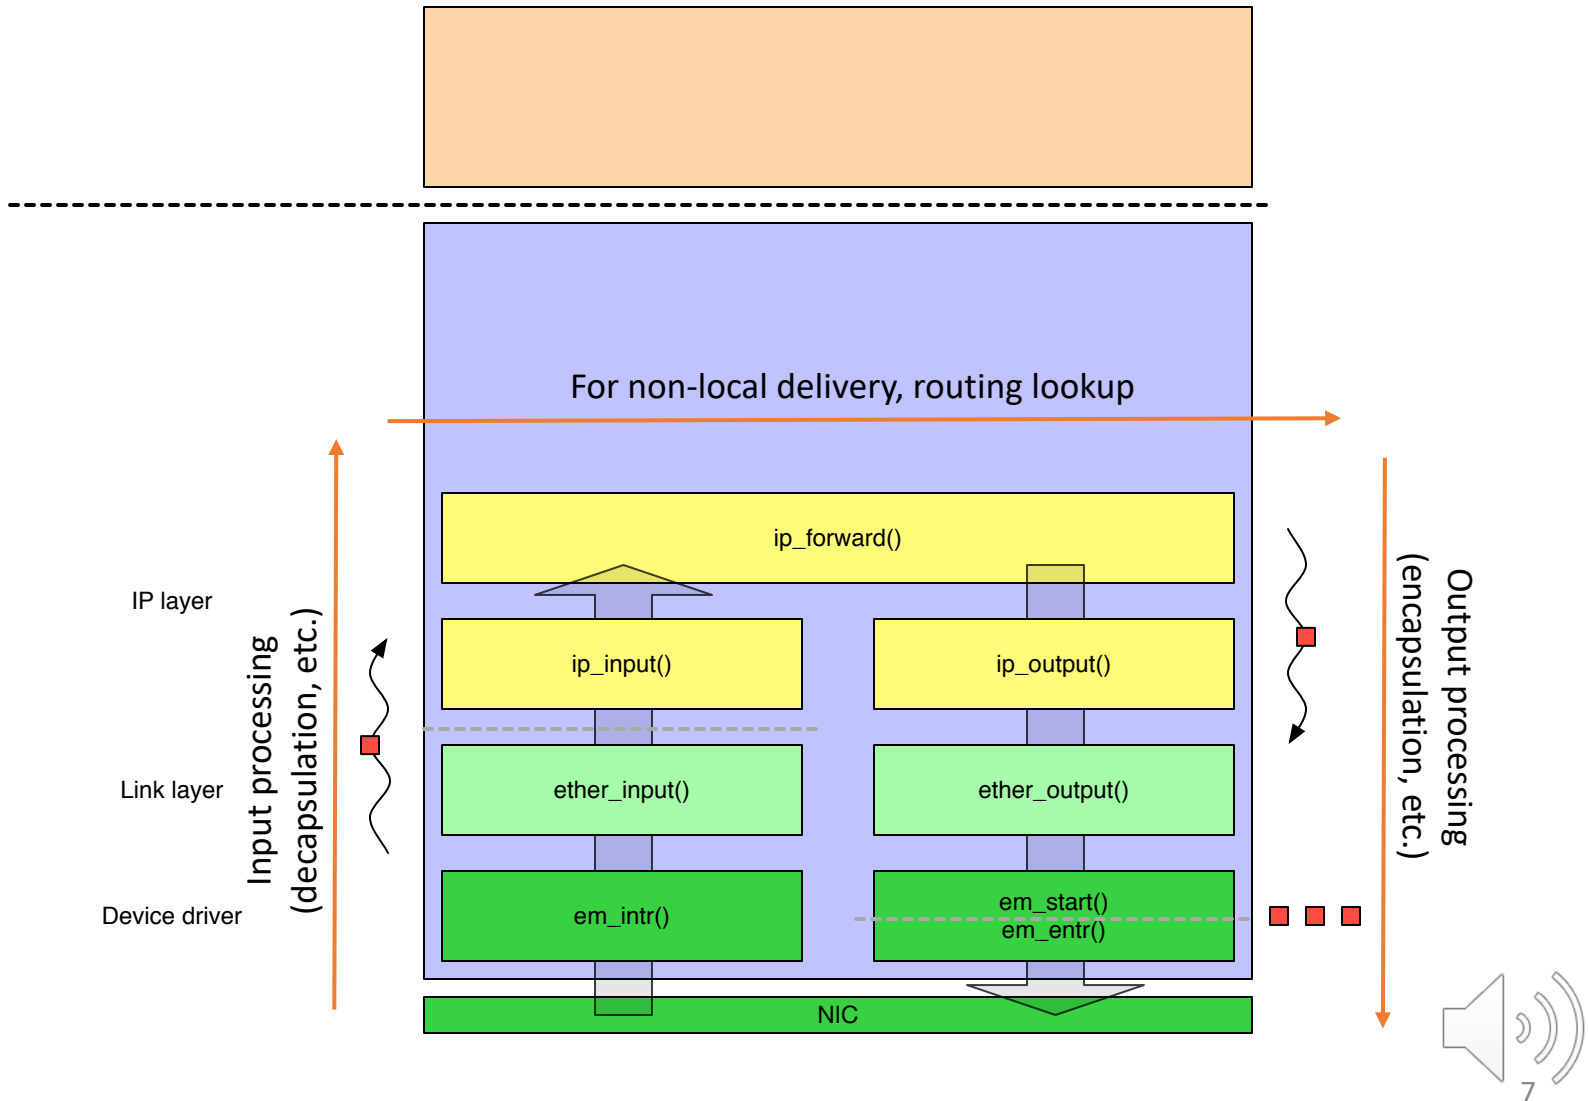 For non-local delivery, routing lookup
ip_forward()
IP layer
ip_input()
ip_output()
Input processing
(decapsulation, etc.)
Output processing
(encapsulation, etc.)
Link layer
ether_input()
ether_output()
Device driver
em_intr()
em_start()
em_entr()
NIC
7